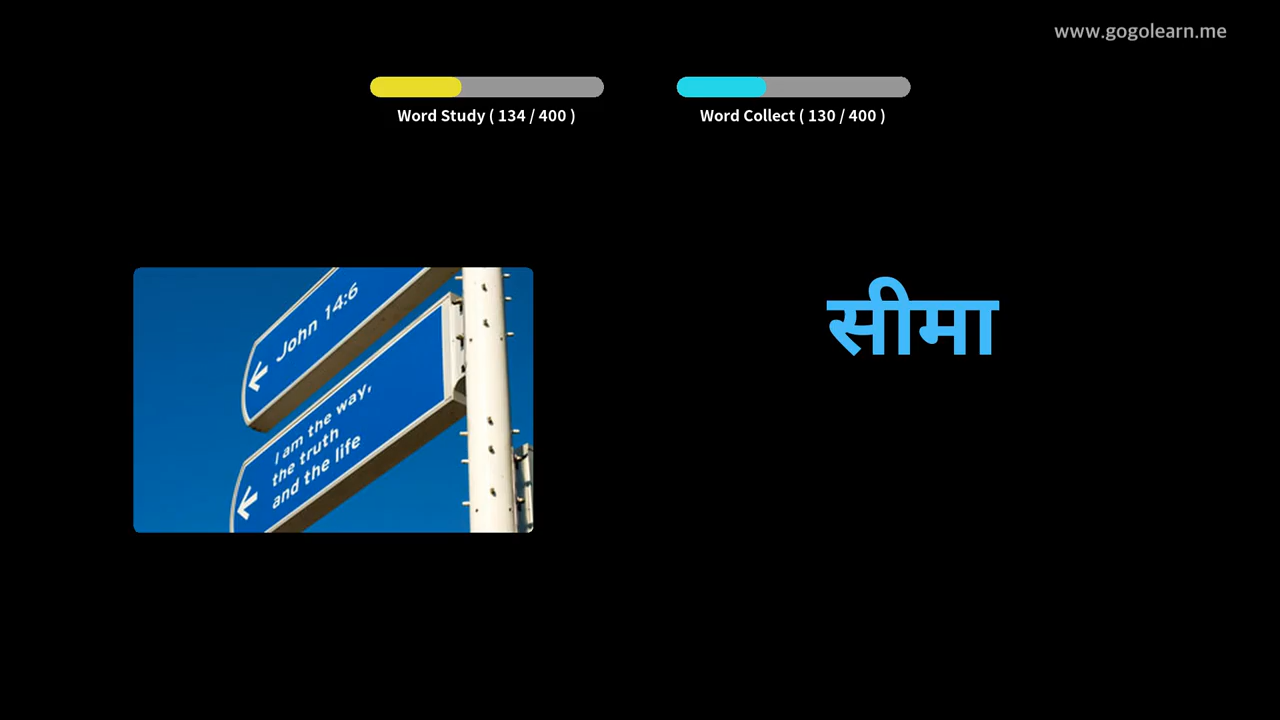 www.gogolearn.me
Word Study ( 134 / 400 )
Word Collect ( 130 / 400 )
John 14:6
I am the way,
the truth
and the life
सीमा